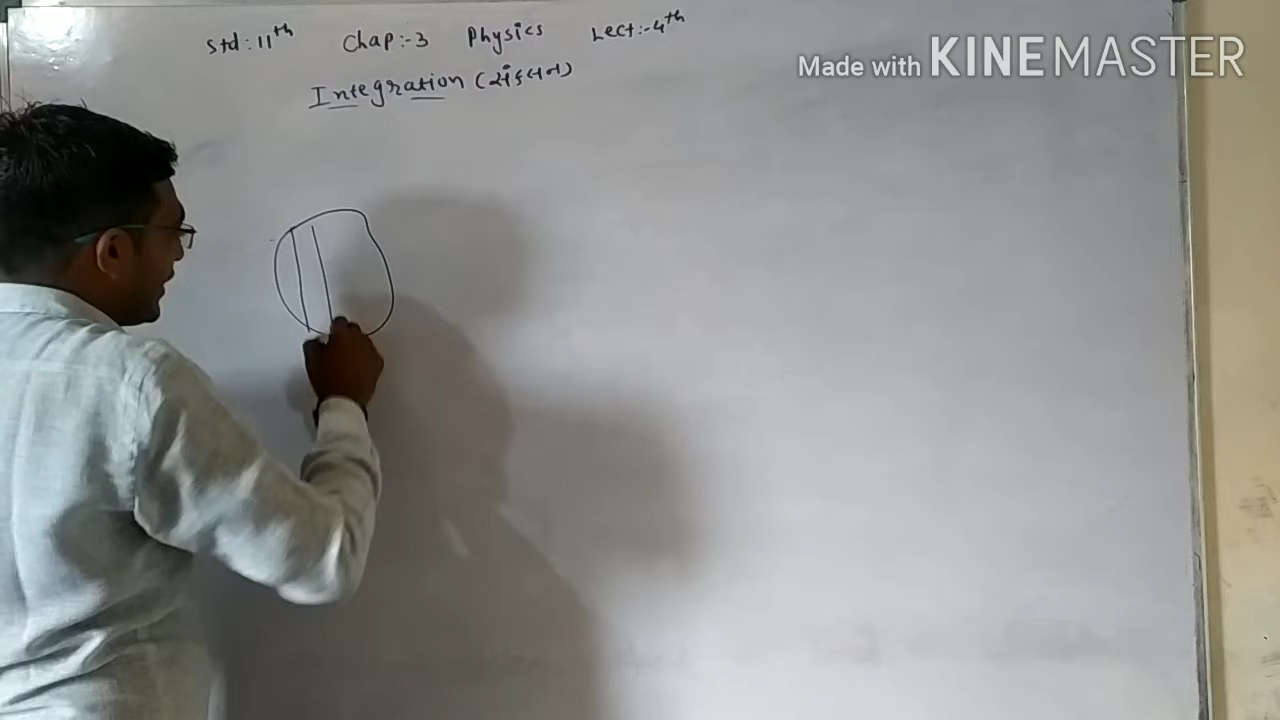 Std:11th Chap:-3 Physics Lect:-4th
Made with KINEMASTER
Integration (સંકલન)